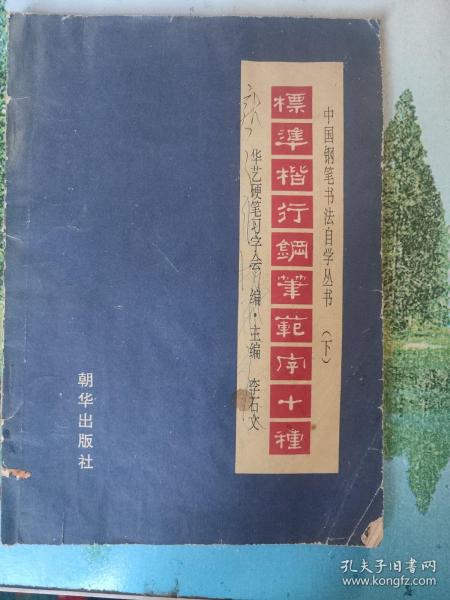 中国钢笔书法自学丛书（下）
標準楷行鋼筆範字十種
华艺硬笔习字会 编·主编 李石文
朝华出版社
孔夫子旧书网
www.kongfz.com